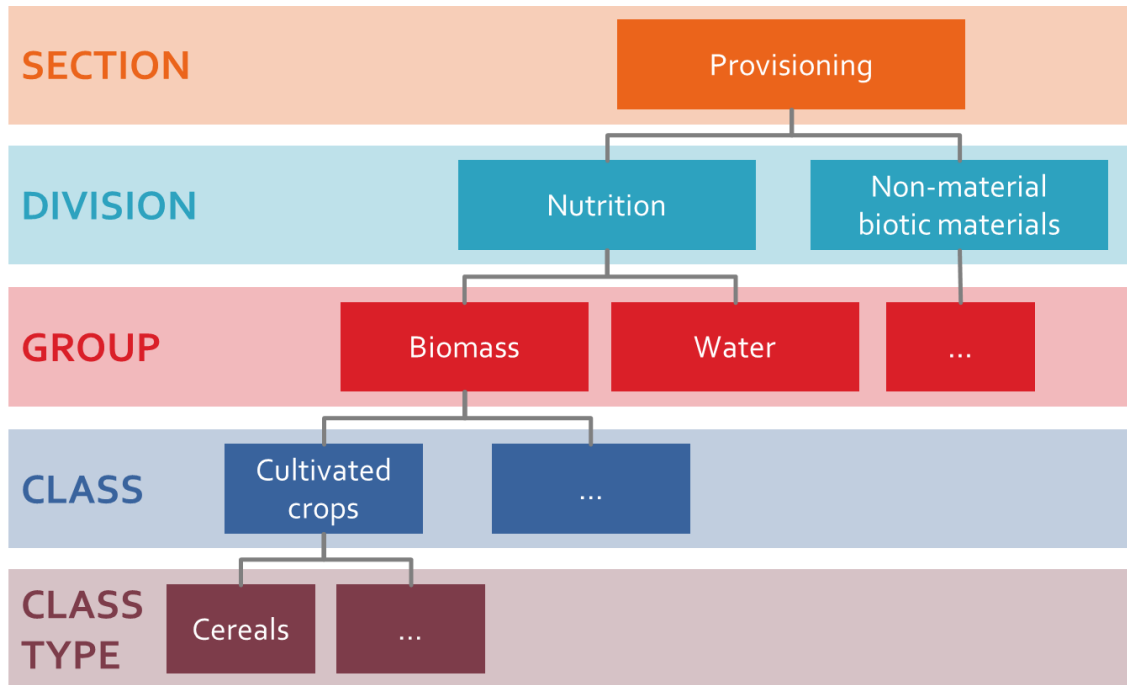 SECTION
Provisioning
DIVISION
Nutrition
Non-material
biotic materials
GROUP
Biomass
Water
...
CLASS
Cultivated
crops
...
CLASS
TYPE
Cereals
...